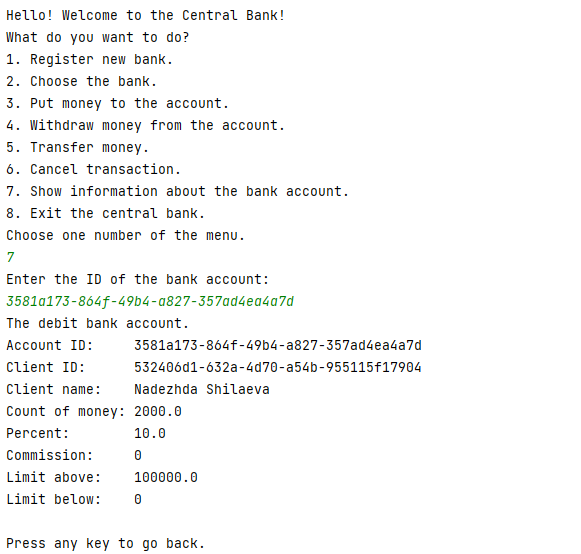 Hello! Welcome to the Central Bank!
What do you want to do?
1. Register new bank.
2. Choose the bank.
3. Put money to the account.
4. Withdraw money from the account.
5. Transfer money.
6. Cancel transaction.
7. Show information about the bank account.
8. Exit the central bank.
Choose one number of the menu.
7
Enter the ID of the bank account:
3581a173-864f-49b4-a827-357ad4ea4a7d
The debit bank account.
Account ID:     3581a173-864f-49b4-a827-357ad4ea4a7d
Client ID:      532406d1-632a-4d70-a54b-955115f17904
Client name:    Nadezhda Shilaeva
Count of money: 2000.0
Percent:        10.0
Commission:     0
Limit above:    100000.0
Limit below:    0
Press any key to go back.